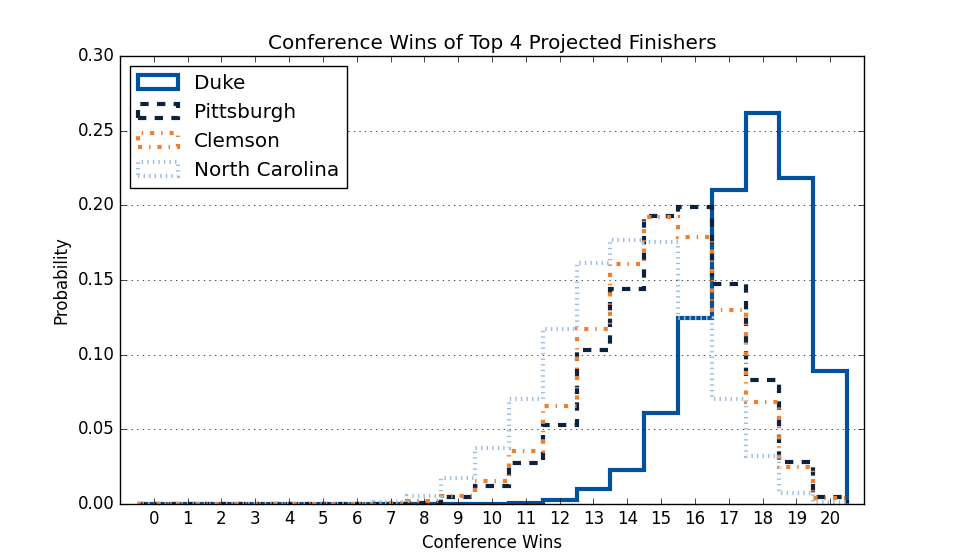 Conference Wins of Top 4 Projected Finishers
0.30
0.25
0.20
0.15
0.10
0.05
0.00
Probability
Duke
Pittsburgh
Clemson
North Carolina
0 1 2 3 4 5 6 7 8 9 10 11 12 13 14 15 16 17 18 19 20
Conference Wins